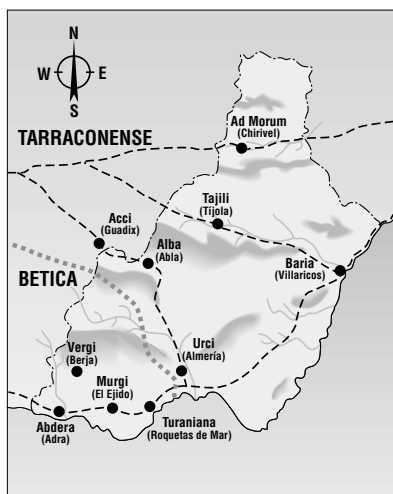 N
W E
S
TARRACONENSE
Ad Morum
(Chirivel)
Tajili
(Tíjola)
Acci
(Guadix)
Alba
(Abla)
Baria
(Villaricos)
BETICA
Urci
(Almería)
Vergi
(Berja)
Murgi
(El Ejido)
Abdera
(Adra)
Turaniana
(Roquetas de Mar)